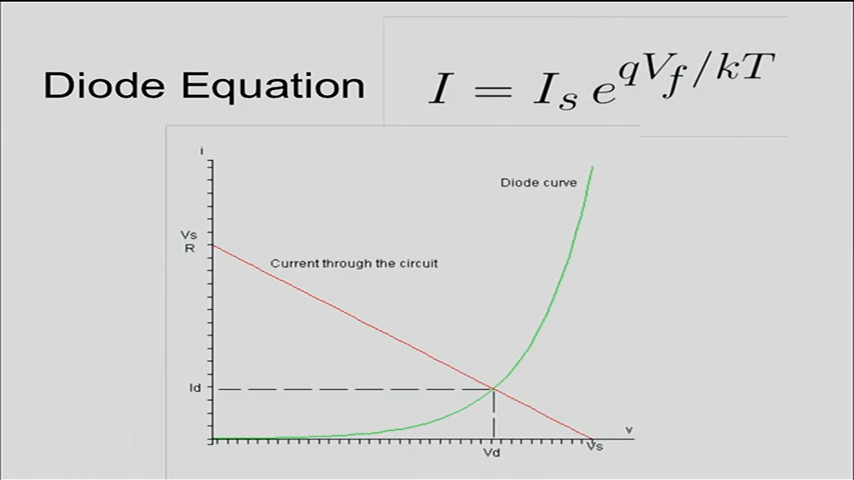 Diode Equation
I = I_s e^{qV_f/kT}
i
Diode curve
Vs
R
Current through the circuit
Id
v
Vd
Vs